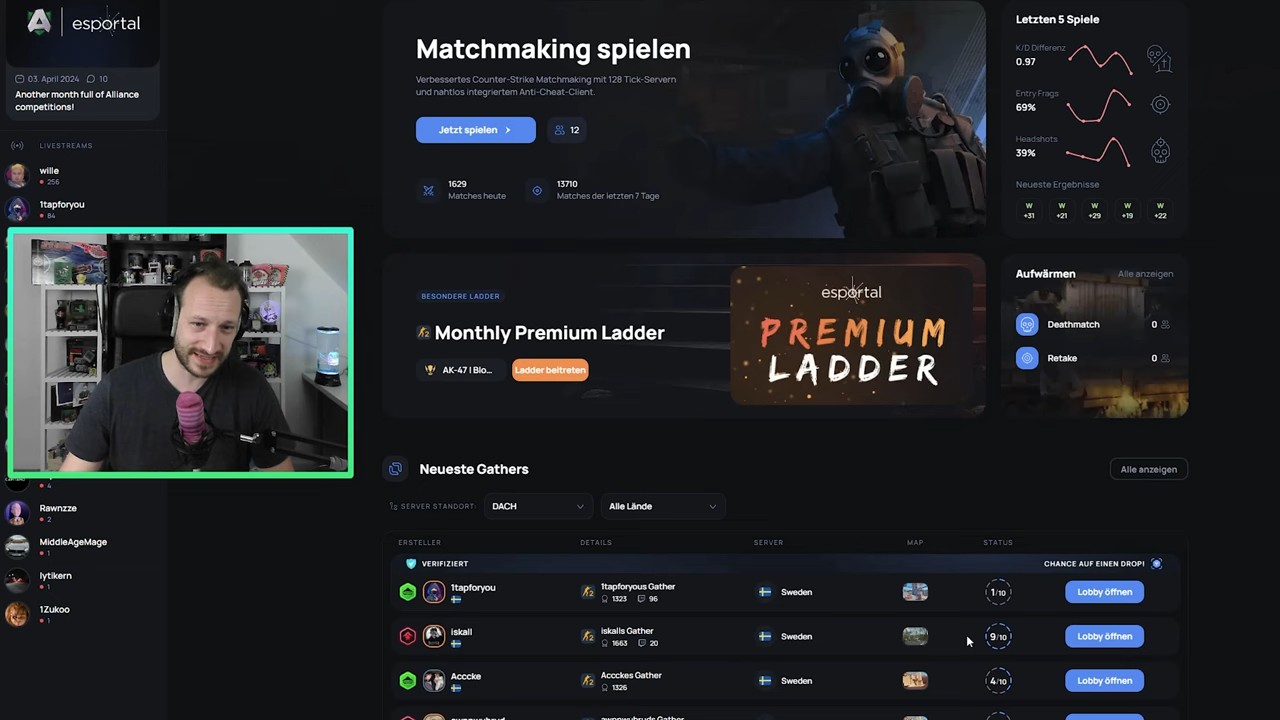 esportal
03. April 2024 10
Another month full of Alliance
competitions!
LIVESTREAMS
wille
256
1tapforyou
84
4
Rawnzze
2
MiddleAgeMage
1
lytikern
1
1Zukoo
1
Matchmaking spielen
Verbessertes Counter-Strike Matchmaking mit 128 Tick-Servern
und nahtlos integriertem Anti-Cheat-Client.
Jetzt spielen
12
1629
Matches heute
13710
Matches der letzten 7 Tage
Letzten 5 Spiele
K/D Differenz
0.97
Entry Frags
69%
Headshots
39%
Neueste Ergebnisse
W W W W W
+31 +21 +29 +19 +22
BESONDERE LADDER
Monthly Premium Ladder
AK-47 | Blo...
Ladder beitreten
esportal
PREMIUM
LADDER
Aufwärmen
Alle anzeigen
Deathmatch 0
Retake 0
Neueste Gathers
Alle anzeigen
SERVER STANDORT:
DACH
Alle Lände
ERSTELLER DETAILS SERVER MAP STATUS
VERIFIZIERT CHANCE AUF EINEN DROP!
1tapforyou
1tapforyous Gather
1323 96
Sweden
1/10
Lobby öffnen
iskall
iskalls Gather
1663 20
Sweden
9/10
Lobby öffnen
Acccke
Accckes Gather
1326
Sweden
4/10
Lobby öffnen